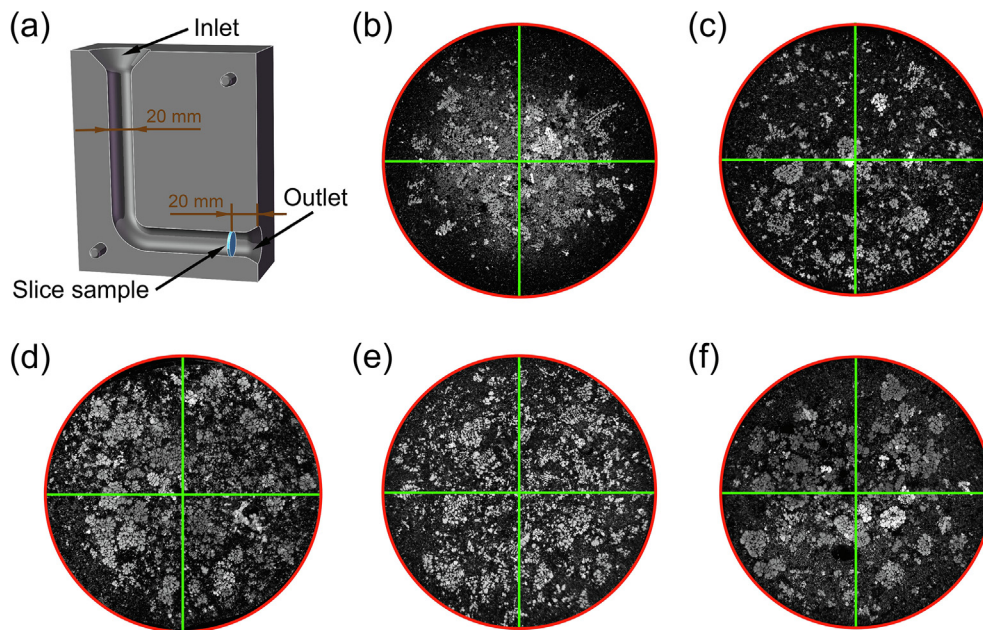 (a)
Inlet
20 mm
20 mm
Outlet
Slice sample
(b)
(c)
(d)
(e)
(f)